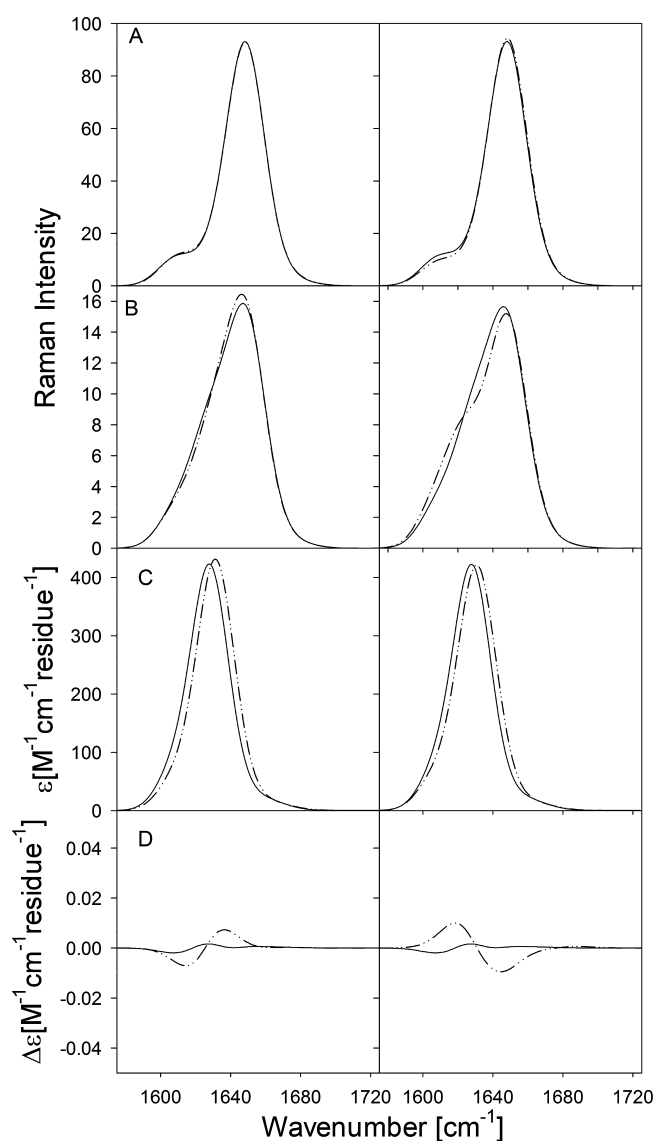 A
100
80
60
40
20
0
Raman Intensity
B
16
14
12
10
8
6
4
2
0
C
400
300
200
100
0
ε[M⁻¹cm⁻¹residue⁻¹]
D
0.04
0.02
0.00
-0.02
-0.04
Δε[M⁻¹cm⁻¹residue⁻¹]
1600 1640 1680 1720 1600 1640 1680 1720
Wavenumber [cm⁻¹]